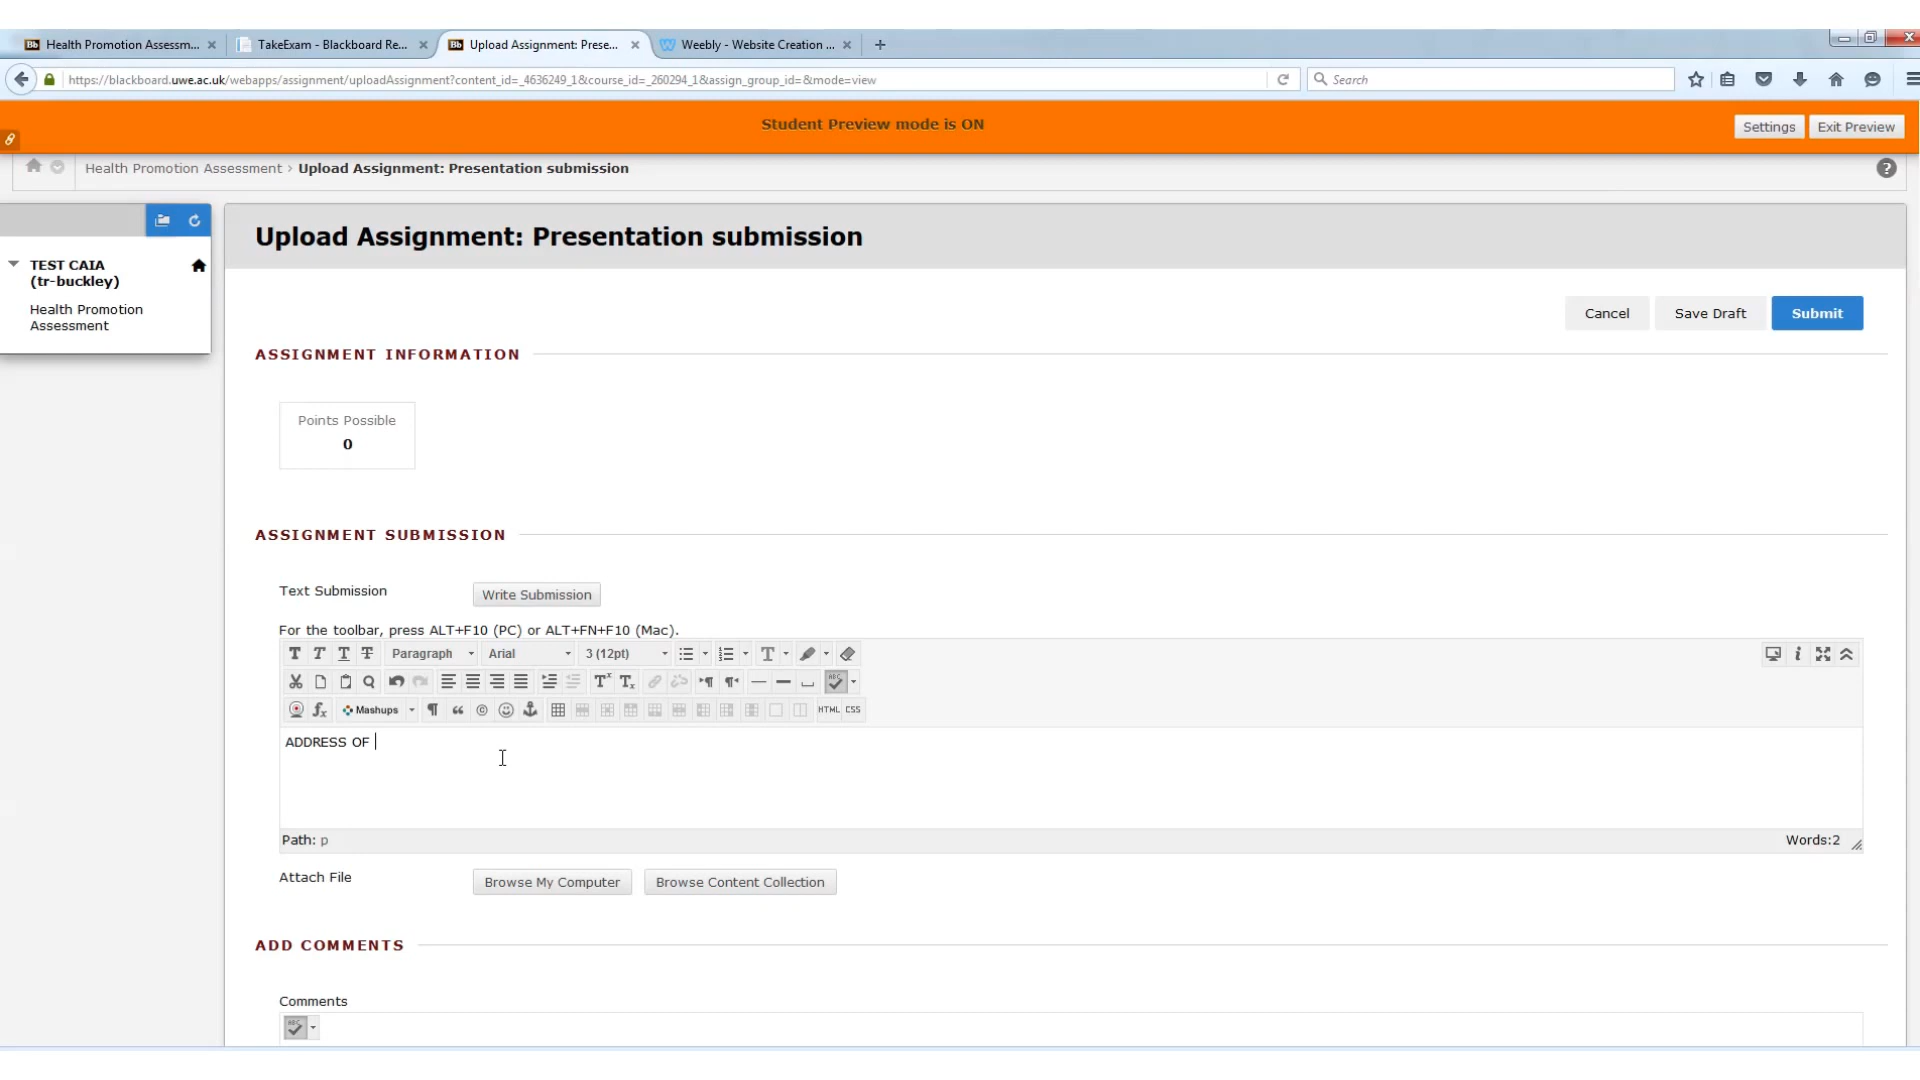 Health Promotion Assessm...
TakeExam - Blackboard Re...
Upload Assignment: Prese...
Weebly - Website Creation ...
https://blackboard.uwe.ac.uk/webapps/assignment/uploadAssignment?content_id=_4636249_1&course_id=_260294_1&assign_group_id=&mode=view
Search
Student Preview mode is ON
Settings
Exit Preview
Health Promotion Assessment › Upload Assignment: Presentation submission
TEST CAIA
(tr-buckley)
Health Promotion
Assessment
Upload Assignment: Presentation submission
Cancel
Save Draft
Submit
ASSIGNMENT INFORMATION
Points Possible
0
ASSIGNMENT SUBMISSION
Text Submission
Write Submission
For the toolbar, press ALT+F10 (PC) or ALT+FN+F10 (Mac).
Paragraph
Arial
3 (12pt)
Mashups
HTML CSS
ADDRESS OF
Path: p
Words:2
Attach File
Browse My Computer
Browse Content Collection
ADD COMMENTS
Comments